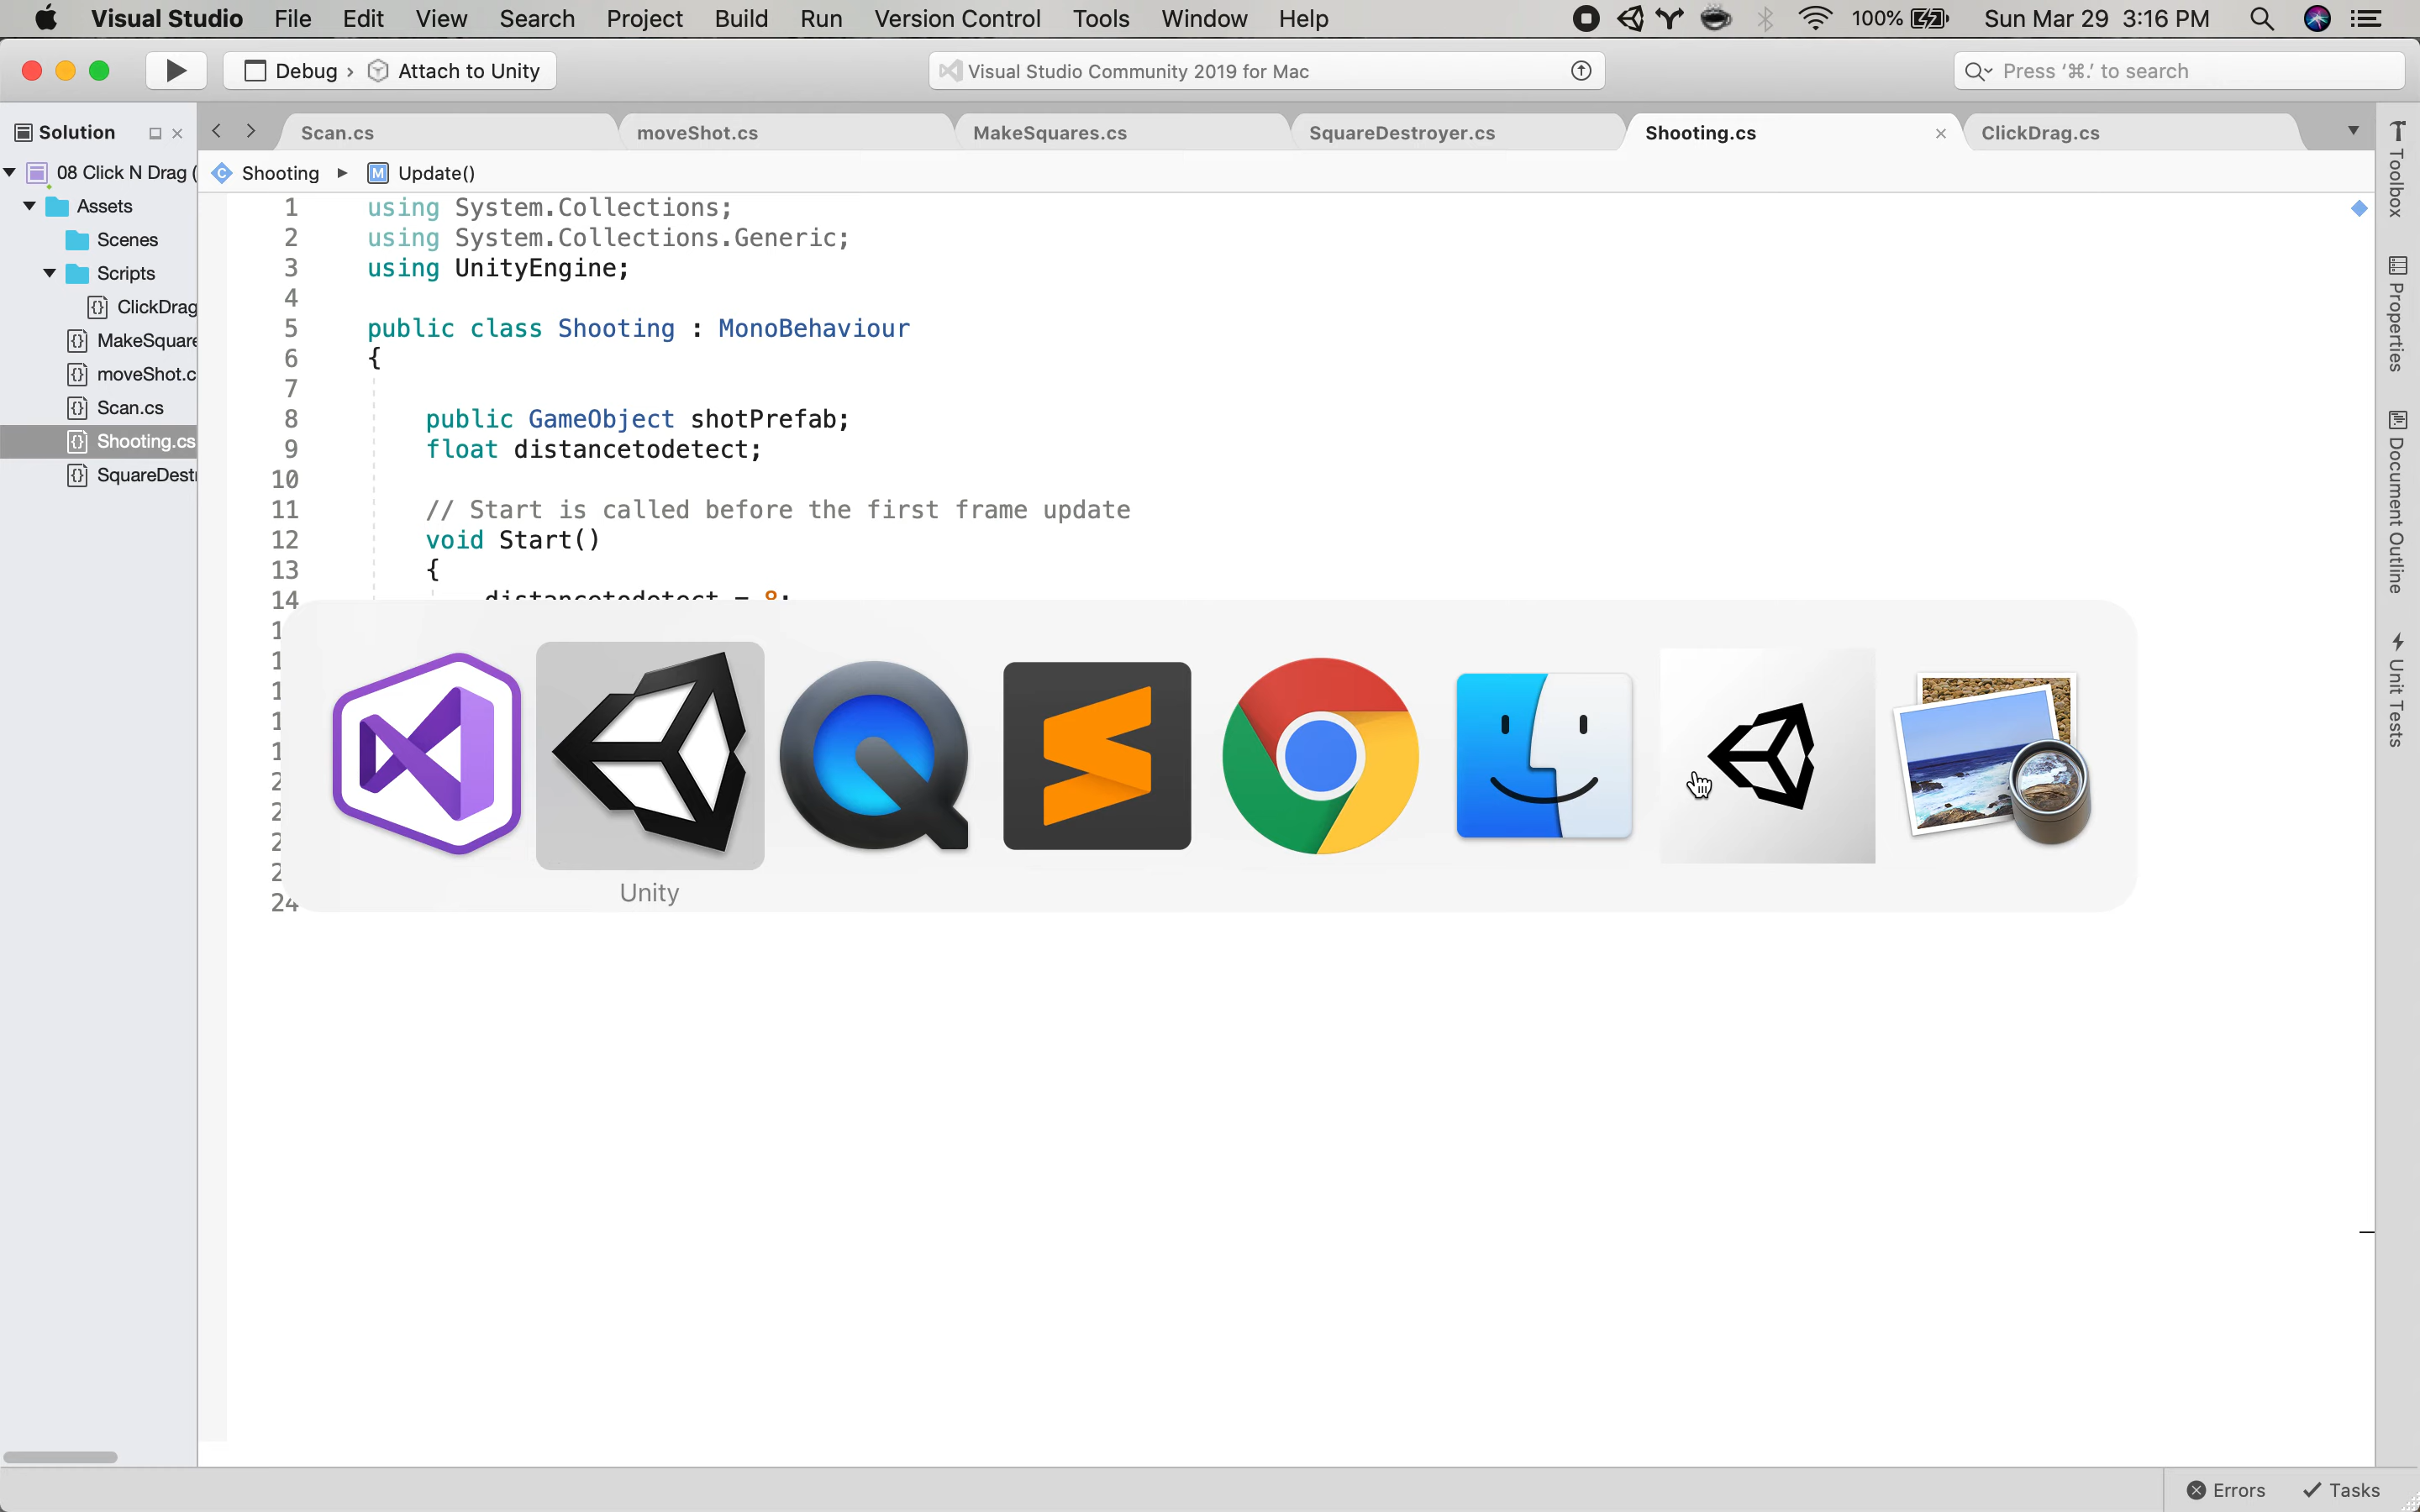 Visual Studio File Edit View Search Project Build Run Version Control Tools Window Help 100% Sun Mar 29 3:16 PM
Debug › Attach to Unity
Visual Studio Community 2019 for Mac
Press ‘⌘.’ to search
Solution
Scan.cs
moveShot.cs
MakeSquares.cs
SquareDestroyer.cs
Shooting.cs
ClickDrag.cs
08 Click N Drag (
Assets
Scenes
Scripts
ClickDrag
MakeSquare
moveShot.c
Scan.cs
Shooting.cs
SquareDest
Shooting ▸ M Update()
1 using System.Collections;
2 using System.Collections.Generic;
3 using UnityEngine;
4
5 public class Shooting : MonoBehaviour
6 {
7
8 public GameObject shotPrefab;
9 float distancetodetect;
10
11 // Start is called before the first frame update
12 void Start()
13 {
14 distancetodetect = 8;
24
Unity
Toolbox
Properties
Document Outline
Unit Tests
Errors
Tasks